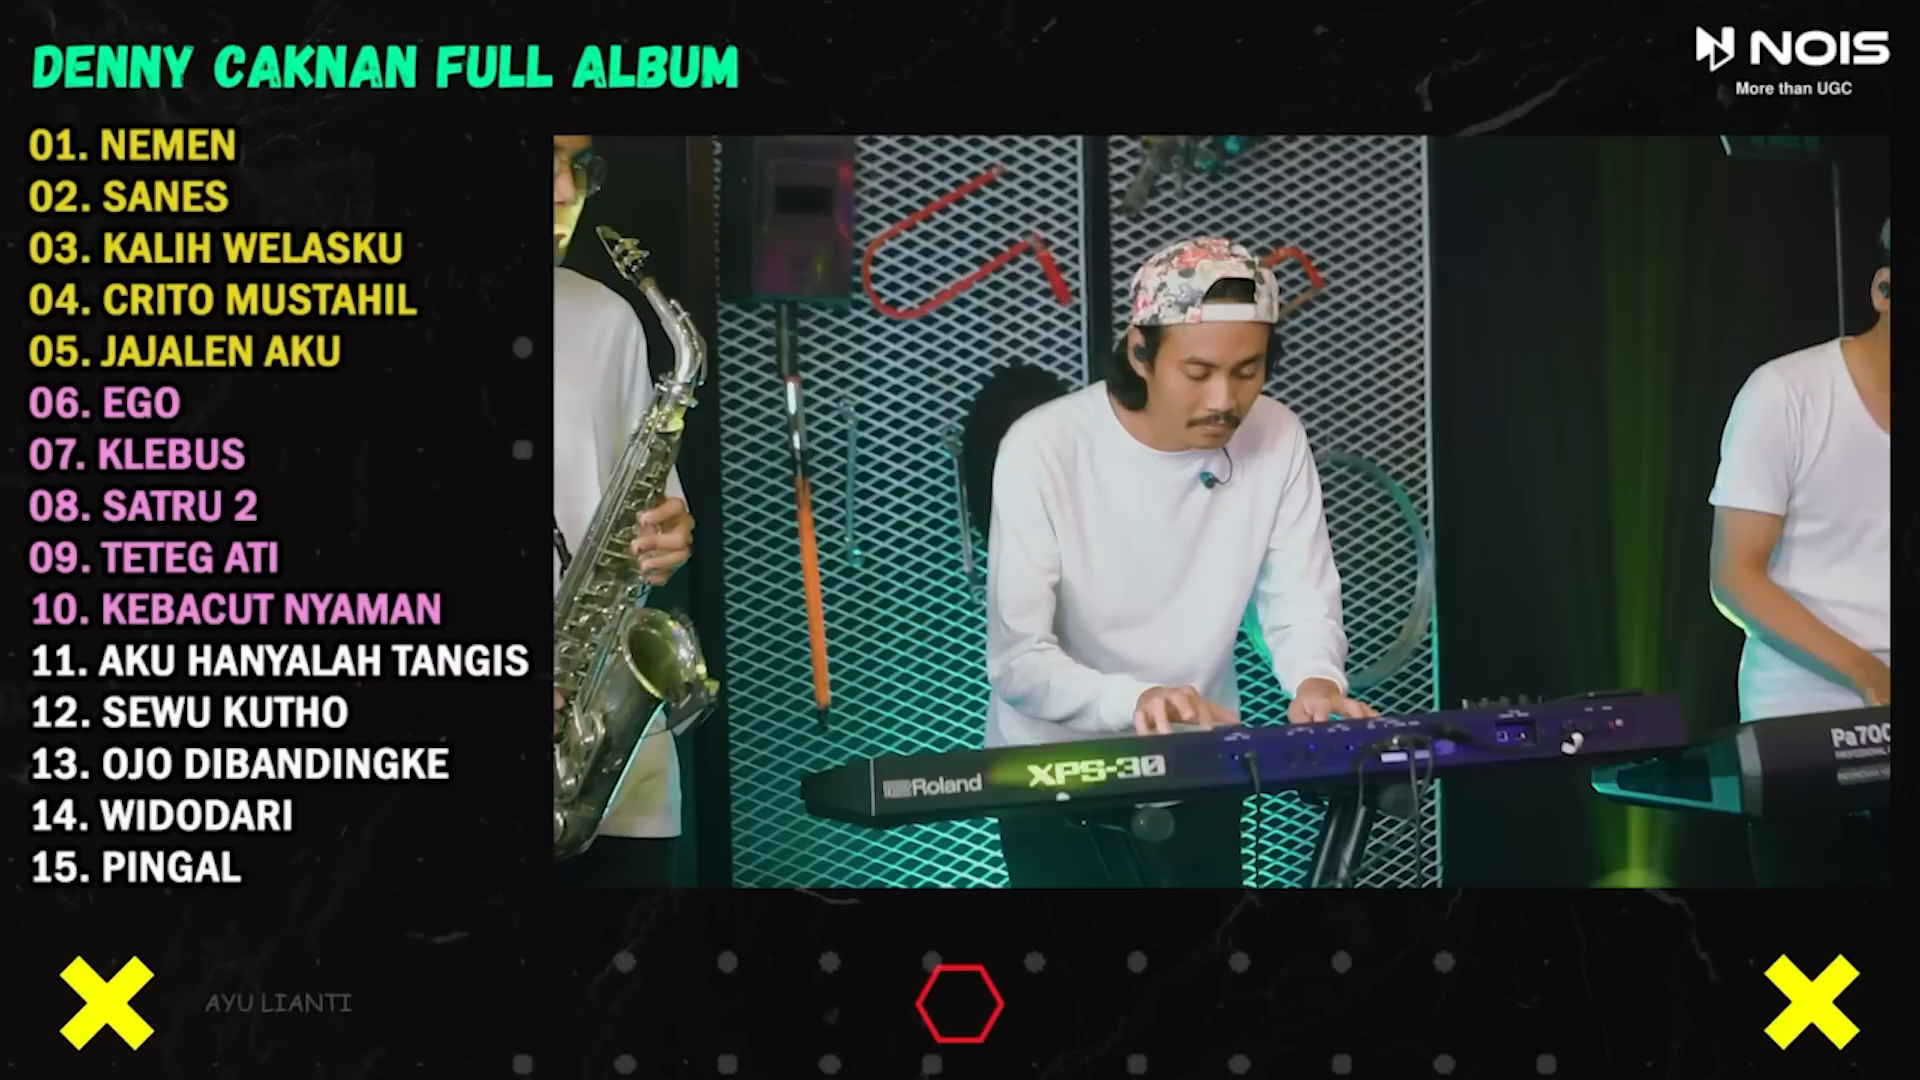 DENNY CAKNAN FULL ALBUM
NOIS
More than UGC
01. NEMEN
02. SANES
03. KALIH WELASKU
04. CRITO MUSTAHIL
05. JAJALEN AKU
06. EGO
07. KLEBUS
08. SATRU 2
09. TETEG ATI
10. KEBACUT NYAMAN
11. AKU HANYALAH TANGIS
12. SEWU KUTHO
13. OJO DIBANDINGKE
14. WIDODARI
15. PINGAL
Roland XPS-30
Pa700
AYU LIANTI